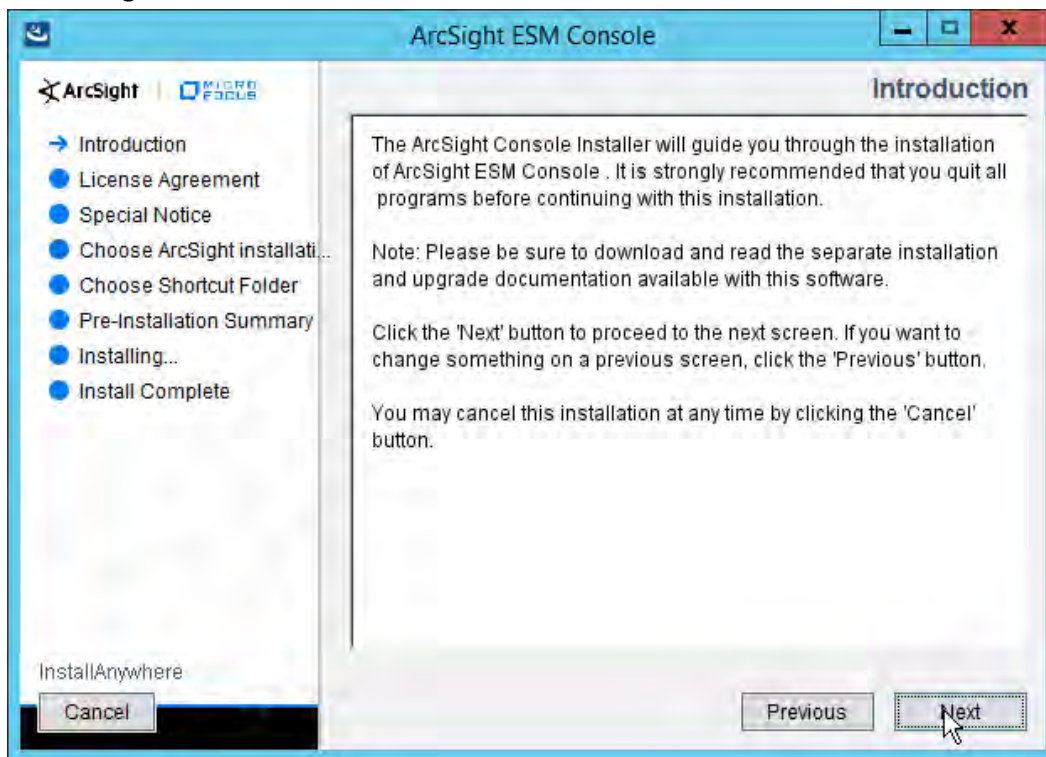 ArcSight ESM Console
ArcSight | MICRO FOCUS
Introduction
Introduction
License Agreement
Special Notice
Choose ArcSight installati...
Choose Shortcut Folder
Pre-Installation Summary
Installing...
Install Complete
The ArcSight Console Installer will guide you through the installation
of ArcSight ESM Console . It is strongly recommended that you quit all
programs before continuing with this installation.
Note: Please be sure to download and read the separate installation
and upgrade documentation available with this software.
Click the 'Next' button to proceed to the next screen. If you want to
change something on a previous screen, click the 'Previous' button.
You may cancel this installation at any time by clicking the 'Cancel'
button.
InstallAnywhere
Cancel
Previous
Next